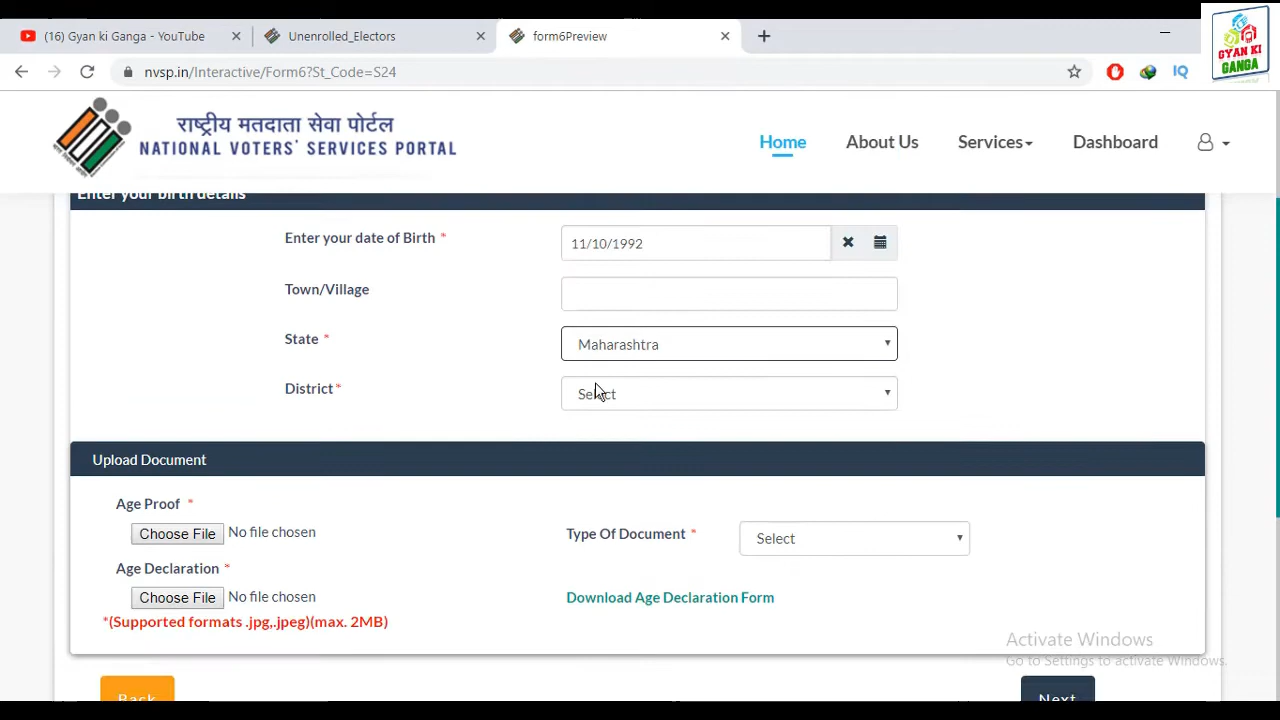 (16) Gyan ki Ganga - YouTube
Unenrolled_Electors
form6Preview
GYAN KI
GANGA
nvsp.in/Interactive/Form6?St_Code=S24
IQ
राष्ट्रीय मतदाता सेवा पोर्टल
NATIONAL VOTERS' SERVICES PORTAL
Home
About Us
Services
Dashboard
Enter your birth details
Enter your date of Birth *
11/10/1992
Town/Village
State *
Maharashtra
District*
Select
Upload Document
Age Proof *
Choose File No file chosen
Type Of Document *
Select
Age Declaration *
Choose File No file chosen
Download Age Declaration Form
*(Supported formats .jpg,.jpeg)(max. 2MB)
Activate Windows
Go to Settings to activate Windows.
Back
Next